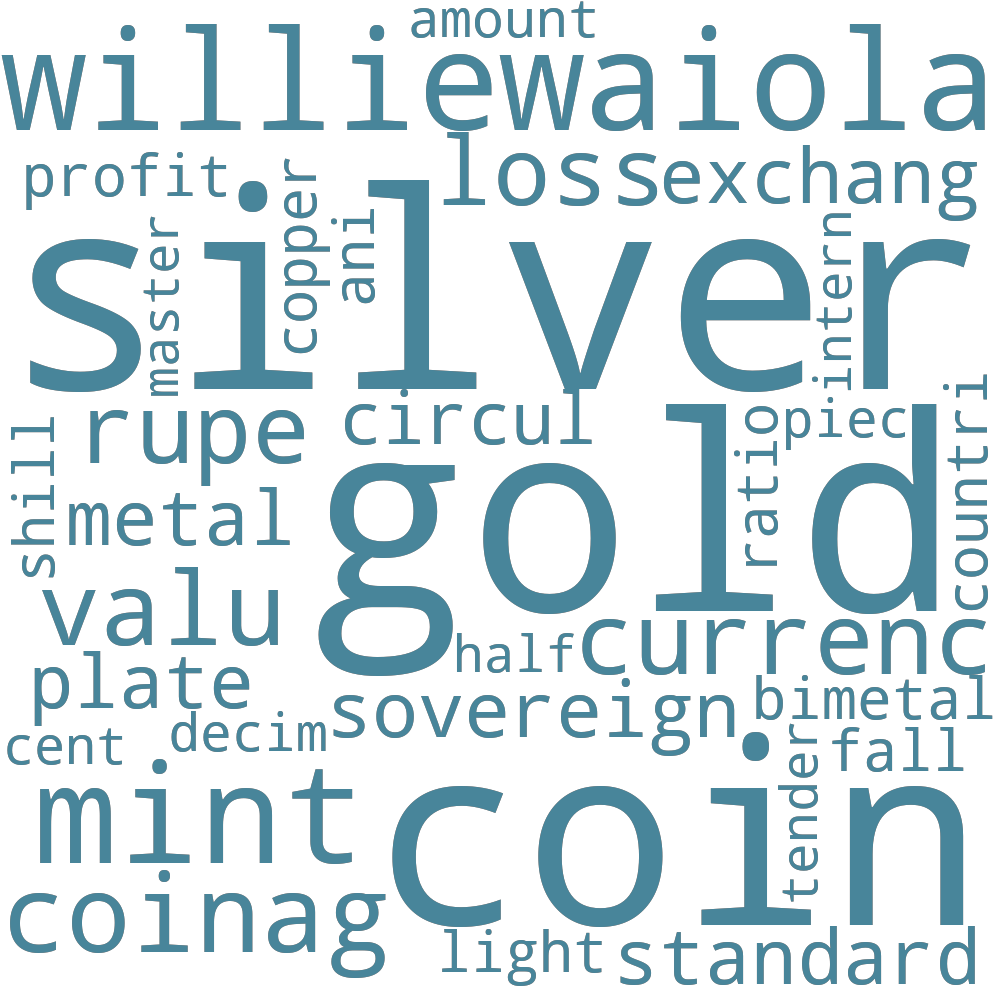 amount
williewaiola
profit
loss
exchang
silver
master
copper
ani
intern
rupe
circul
piec
ratio
countri
shill
metal
gold
valu
currenc
plate
half
sovereign
bimetal
cent
decim
fall
tender
mint
coin
coinag
light
standard